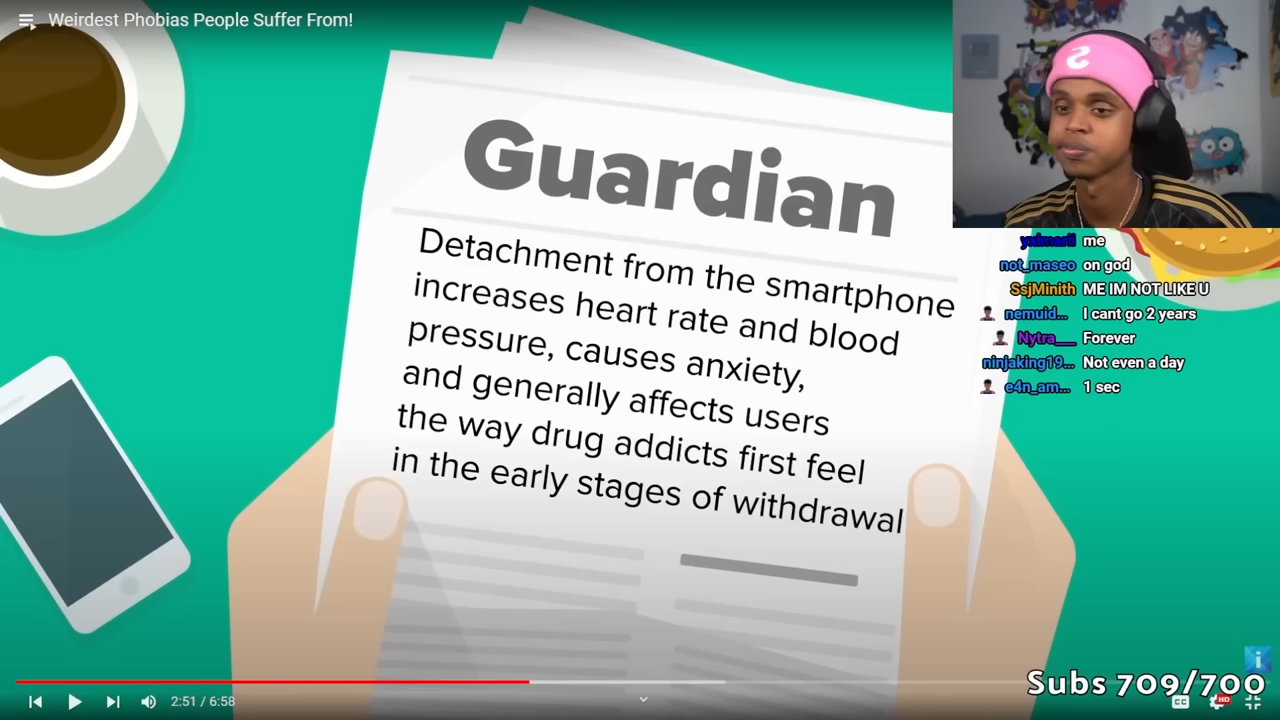 Weirdest Phobias People Suffer From!
Guardian
Detachment from the smartphone
increases heart rate and blood
pressure, causes anxiety,
and generally affects users
the way drug addicts first feel
in the early stages of withdrawal
yximarii me
not_maseo on god
SsjMinith ME IM NOT LIKE U
nemuid... I cant go 2 years
Nytra___ Forever
ninjaking19... Not even a day
e4n_am... 1 sec
2:51 / 6:58
Subs 709/700
CC
HD